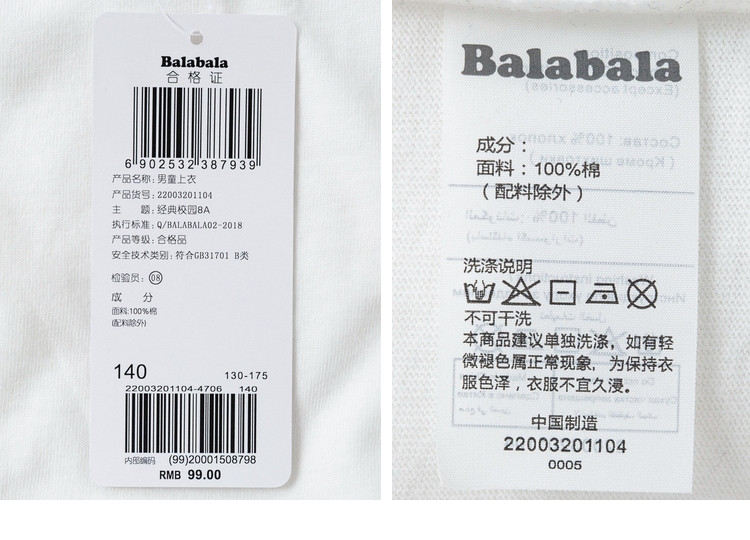 Balabala
合格证
6 902532 387939
产品名称: 男童上衣
产品货号: 22003201104
主 题: 经典校园8A
执行标准: Q/BALABALA02-2018
产品等级: 合格品
安全技术类别: 符合GB31701 B类
检验员: 08
成 分
面料:100%棉
(配料除外)
140 130-175
22003201104-4706 140
内部编码 (99)20001508798
RMB 99.00
Balabala
成分：
面料：100%棉
（配料除外）
洗涤说明
不可干洗
本商品建议单独洗涤，如有轻
微褪色属正常现象，为保持衣
服色泽，衣服不宜久浸。
中国制造
22003201104
0005